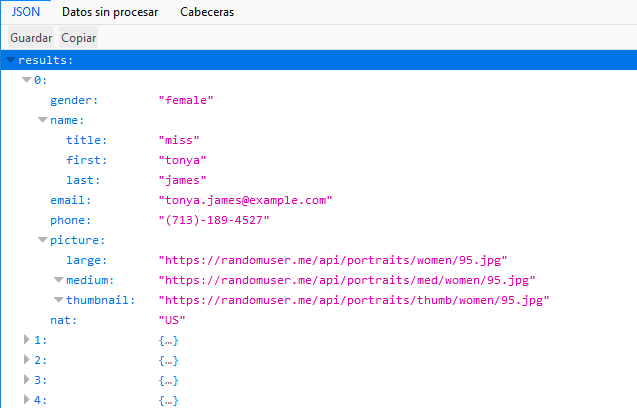 JSON Datos sin procesar Cabeceras
Guardar Copiar
results:
0:
gender: "female"
name:
title: "miss"
first: "tonya"
last: "james"
email: "tonya.james@example.com"
phone: "(713)-189-4527"
picture:
large: "https://randomuser.me/api/portraits/women/95.jpg"
medium: "https://randomuser.me/api/portraits/med/women/95.jpg"
thumbnail: "https://randomuser.me/api/portraits/thumb/women/95.jpg"
nat: "US"
1: {…}
2: {…}
3: {…}
4: {…}